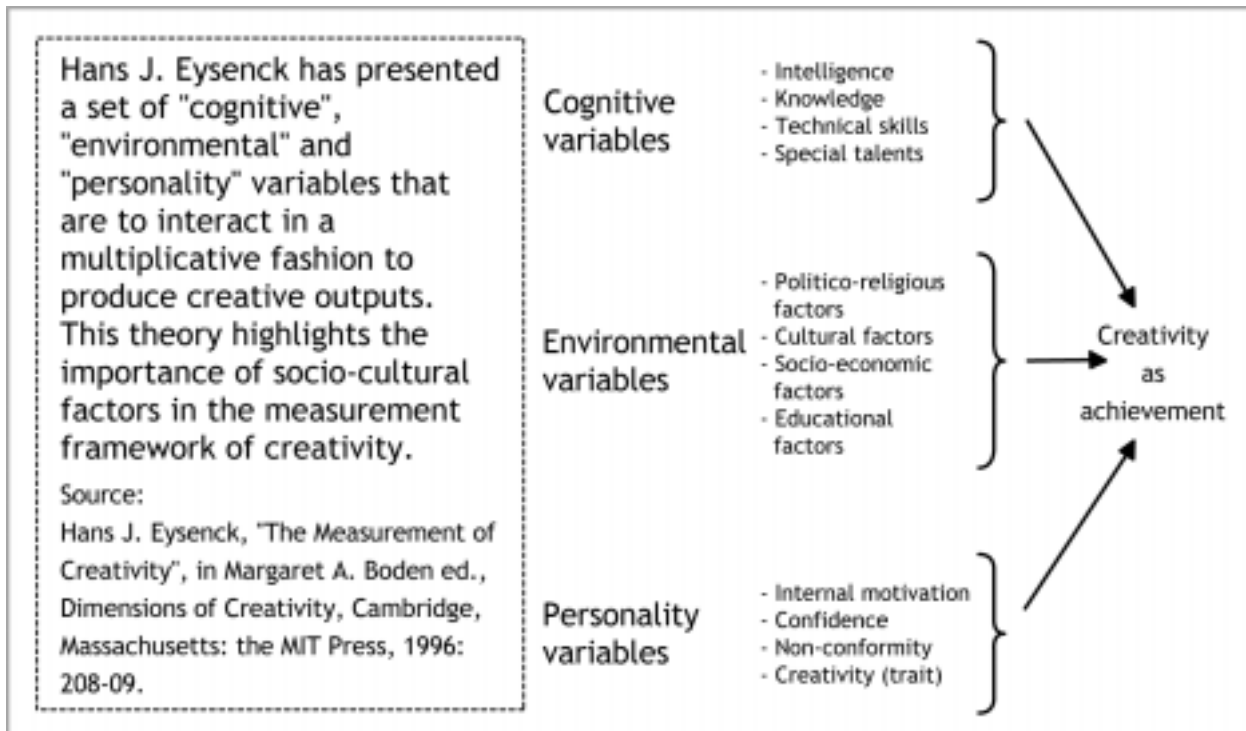 Hans J. Eysenck has presented
a set of "cognitive",
"environmental" and
"personality" variables that
are to interact in a
multiplicative fashion to
produce creative outputs.
This theory highlights the
importance of socio-cultural
factors in the measurement
framework of creativity.
Source:
Hans J. Eysenck, "The Measurement of
Creativity", in Margaret A. Boden ed.,
Dimensions of Creativity, Cambridge,
Massachusetts: the MIT Press, 1996:
208-09.
Cognitive
variables
- Intelligence
- Knowledge
- Technical skills
- Special talents
Environmental
variables
- Politico-religious
factors
- Cultural factors
- Socio-economic
factors
- Educational
factors
Personality
variables
- Internal motivation
- Confidence
- Non-conformity
- Creativity (trait)
Creativity
as
achievement